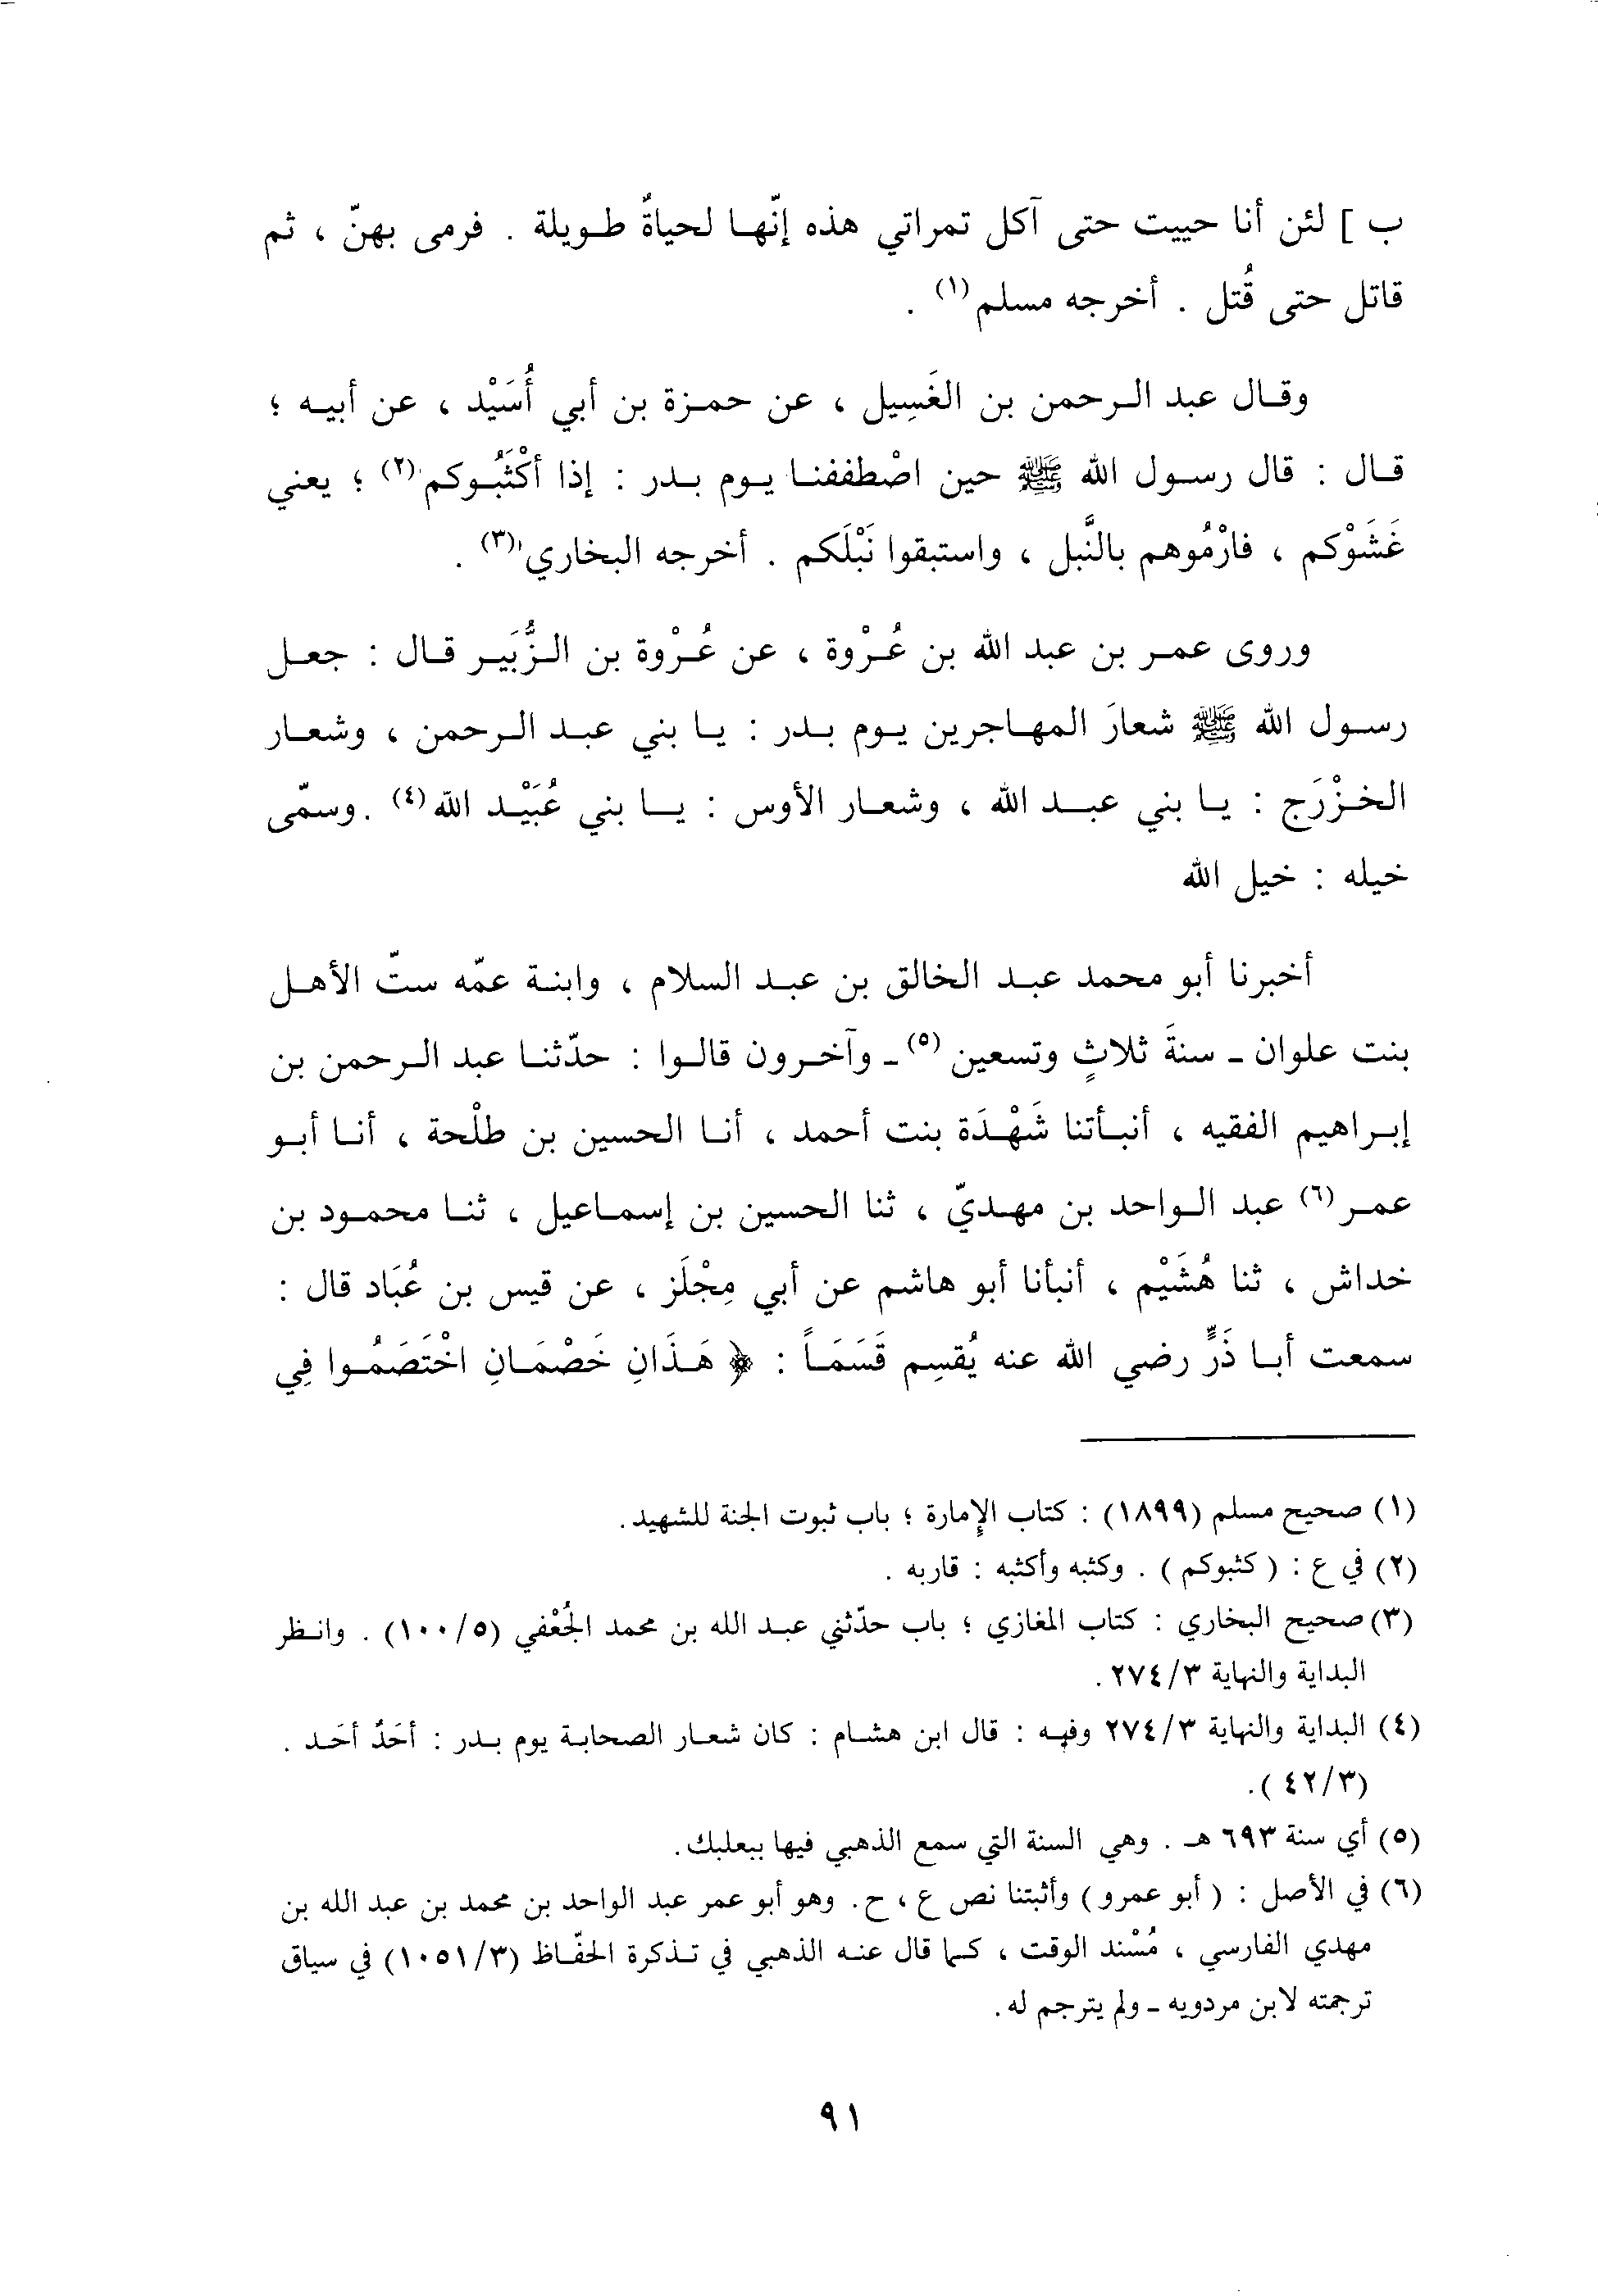 ب ] لئن أنا حييت حتى آكل تمراتي هذه إنّها لحياةٌ طويلة . فرمى بهنّ ، ثم
قاتل حتى قُتل . أخرجه مسلم (١) .
وقال عبد الرحمن بن الغَسِيل ، عن حمزة بن أبي أُسَيْد ، عن أبيه ؛
قال : قال رسول الله ﷺ حين اصْطففنا يوم بدر : إذا أكْثَبُوكم (٢) ؛ يعني
غَشَوْكم ، فارْمُوهم بالنَّبل ، واستبقوا نَبْلَكم . أخرجه البخاري (٣) .
وروى عمر بن عبد الله بن عُرْوة ، عن عُرْوة بن الزُّبَير قال : جعل
رسول الله ﷺ شعارَ المهاجرين يوم بدر : يا بني عبد الرحمن ، وشعار
الخزْرَج : يا بني عبد الله ، وشعار الأوس : يا بني عُبَيْد الله (٤) . وسمّى
خيله : خيل الله
أخبرنا أبو محمد عبد الخالق بن عبد السلام ، وابنة عمّه ستّ الأهل
بنت علوان ـ سنةَ ثلاثٍ وتسعين (٥) ـ وآخرون قالوا : حدّثنا عبد الرحمن بن
إبراهيم الفقيه ، أنبأتنا شَهْدَة بنت أحمد ، أنا الحسين بن طلْحة ، أنا أبو
عمر (٦) عبد الواحد بن مهديّ ، ثنا الحسين بن إسماعيل ، ثنا محمود بن
خداش ، ثنا هُشَيْم ، أنبأنا أبو هاشم عن أبي مِجْلَز ، عن قيس بن عُبَاد قال :
سمعت أبا ذَرٍّ رضي الله عنه يُقسِم قَسَمَاً : ﴿ هَذَانِ خَصْمَانِ اخْتَصَمُوا فِي
(١) صحيح مسلم (١٨٩٩) : كتاب الإمارة ؛ باب ثبوت الجنة للشهيد.
(٢) في ع : ( كثبوكم ) . وكثبه وأكثبه : قاربه .
(٣) صحيح البخاري : كتاب المغازي ؛ باب حدّثني عبد الله بن محمد الجُعْفي (٥/ ١٠٠) . وانظر
البداية والنهاية ٣/ ٢٧٤ .
(٤) البداية والنهاية ٣/ ٢٧٤ وفيه : قال ابن هشام : كان شعار الصحابة يوم بدر : أحَدٌ أحَد .
(٣/ ٤٢ ).
(٥) أي سنة ٦٩٣ هـ . وهي السنة التي سمع الذهبي فيها ببعلبك.
(٦) في الأصل : ( أبو عمرو ) وأثبتنا نص ع ، ح. وهو أبو عمر عبد الواحد بن محمد بن عبد الله بن
مهدي الفارسي ، مُسْند الوقت ، كما قال عنه الذهبي في تذكرة الحفّاظ (٣/ ١٠٥١) في سياق
ترجمته لابن مردويه ـ ولم يترجم له.
٩١